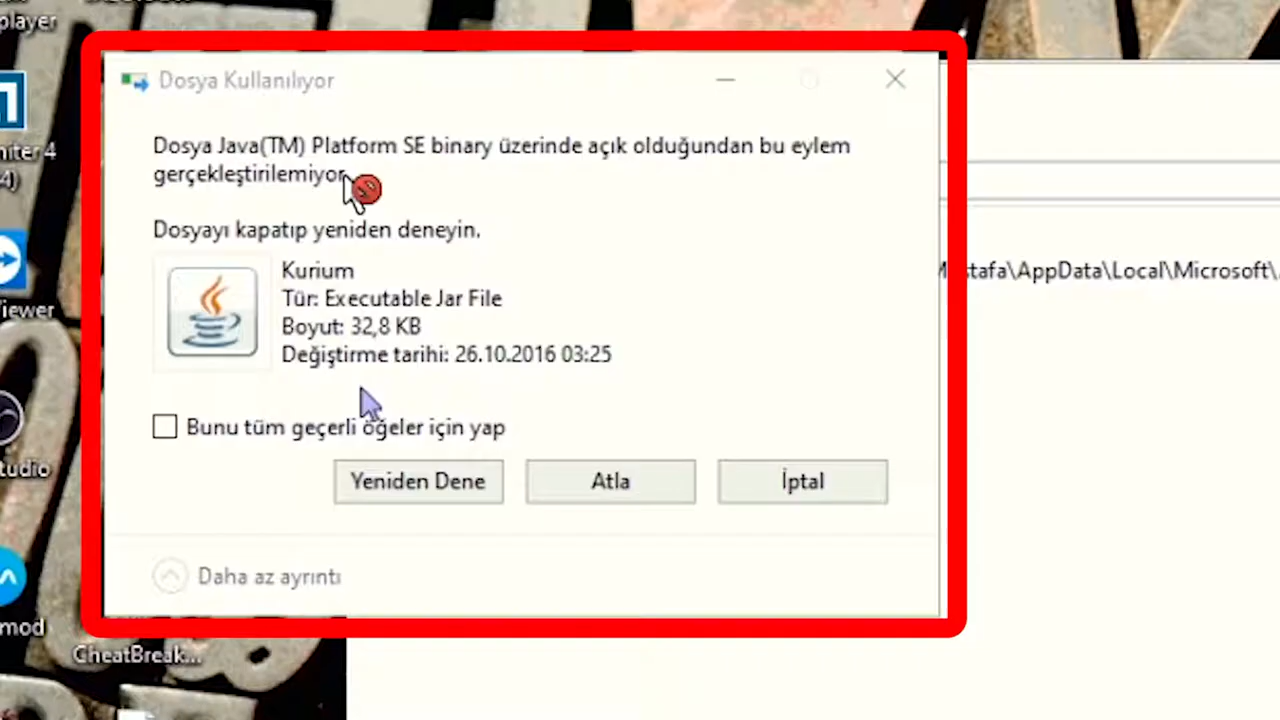 player
Dosya Kullanılıyor
Dosya Java(TM) Platform SE binary üzerinde açık olduğundan bu eylem
gerçekleştirilemiyor.
Dosyayı kapatıp yeniden deneyin.
Kurium
Tür: Executable Jar File
Boyut: 32,8 KB
Değiştirme tarihi: 26.10.2016 03:25
Bunu tüm geçerli öğeler için yap
Yeniden Dene
Atla
İptal
Daha az ayrıntı
niter 4
4)
iewer
tudio
mod
CheatBreak...
stafa\AppData\Local\Microsoft\